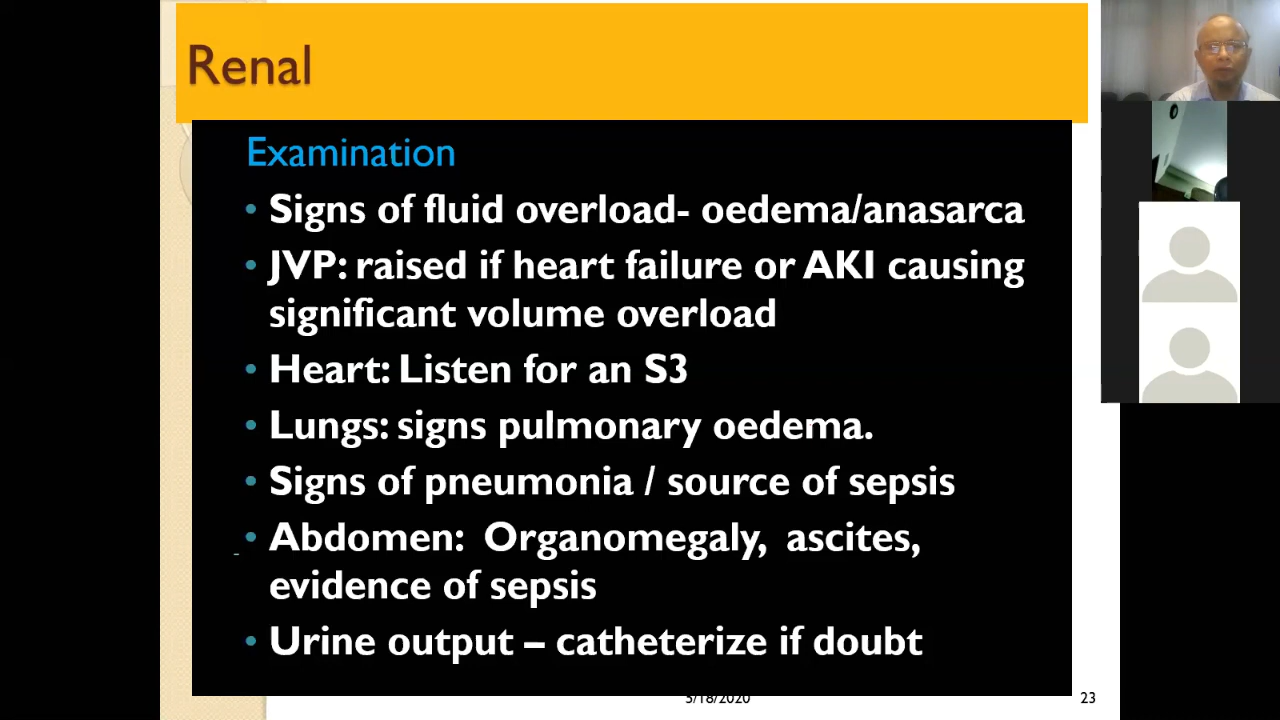 Renal
Examination
• Signs of fluid overload- oedema/anasarca
• JVP: raised if heart failure or AKI causing
significant volume overload
• Heart: Listen for an S3
• Lungs: signs pulmonary oedema.
• Signs of pneumonia / source of sepsis
• Abdomen: Organomegaly, ascites,
evidence of sepsis
• Urine output – catheterize if doubt
5/18/2020
23